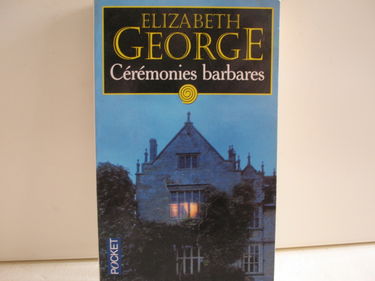 ELIZABETH
GEORGE
Cérémonies barbares
POCKET